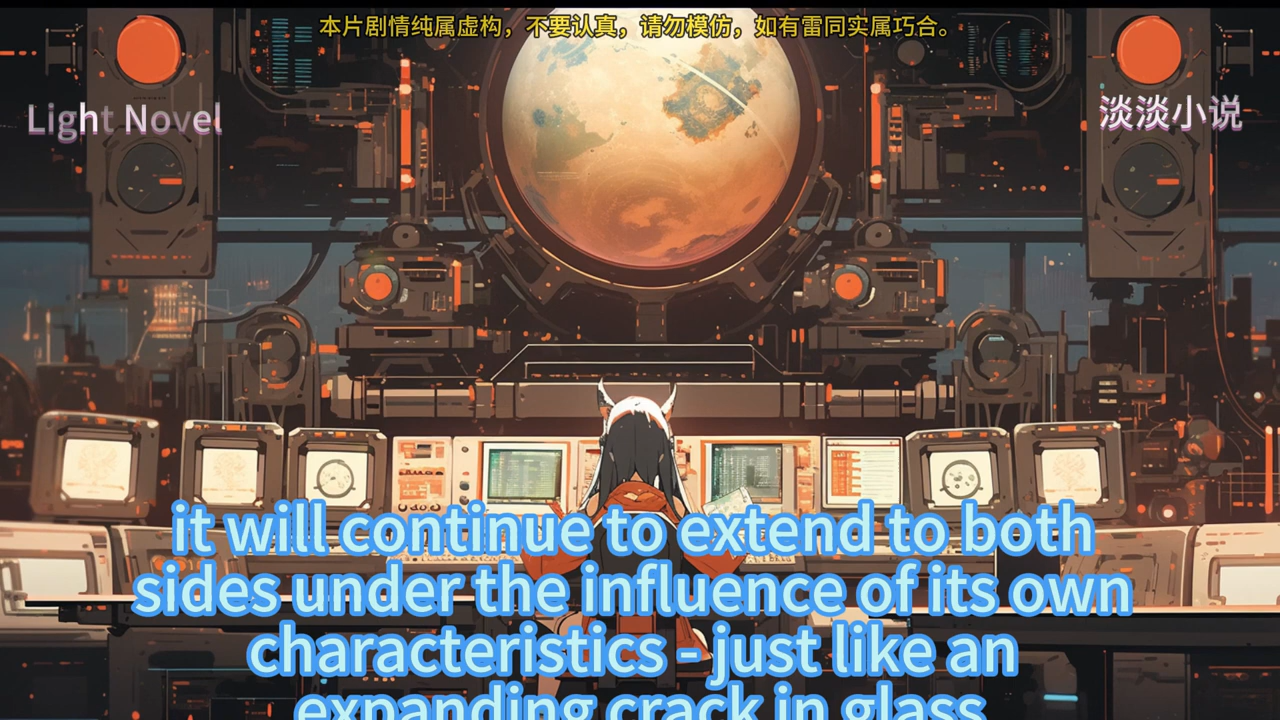 本片剧情纯属虚构，不要认真，请勿模仿，如有雷同实属巧合。
Light Novel
淡淡小说
it will continue to extend to both
sides under the influence of its own
characteristics - just like an
expanding crack in glass